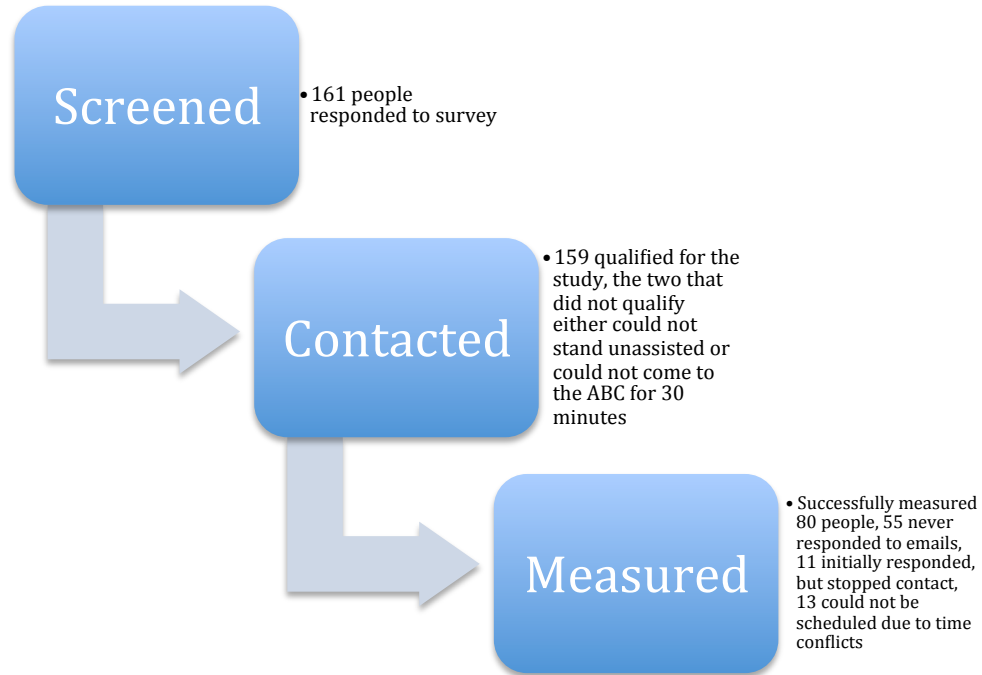 Screened
• 161 people
responded to survey
Contacted
• 159 qualified for the
study, the two that
did not qualify
either could not
stand unassisted or
could not come to
the ABC for 30
minutes
Measured
• Successfully measured
80 people, 55 never
responded to emails,
11 initially responded,
but stopped contact,
13 could not be
scheduled due to time
conflicts